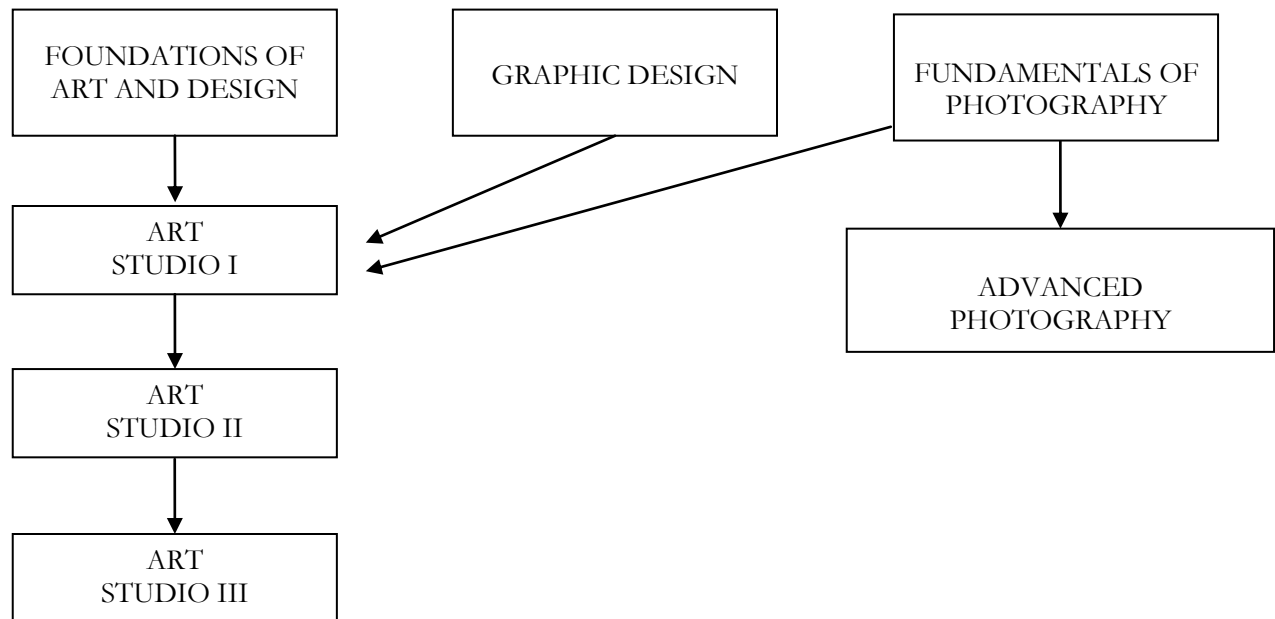 FOUNDATIONS OF
ART AND DESIGN
GRAPHIC DESIGN
FUNDAMENTALS OF
PHOTOGRAPHY
ART
STUDIO I
ADVANCED
PHOTOGRAPHY
ART
STUDIO II
ART
STUDIO III